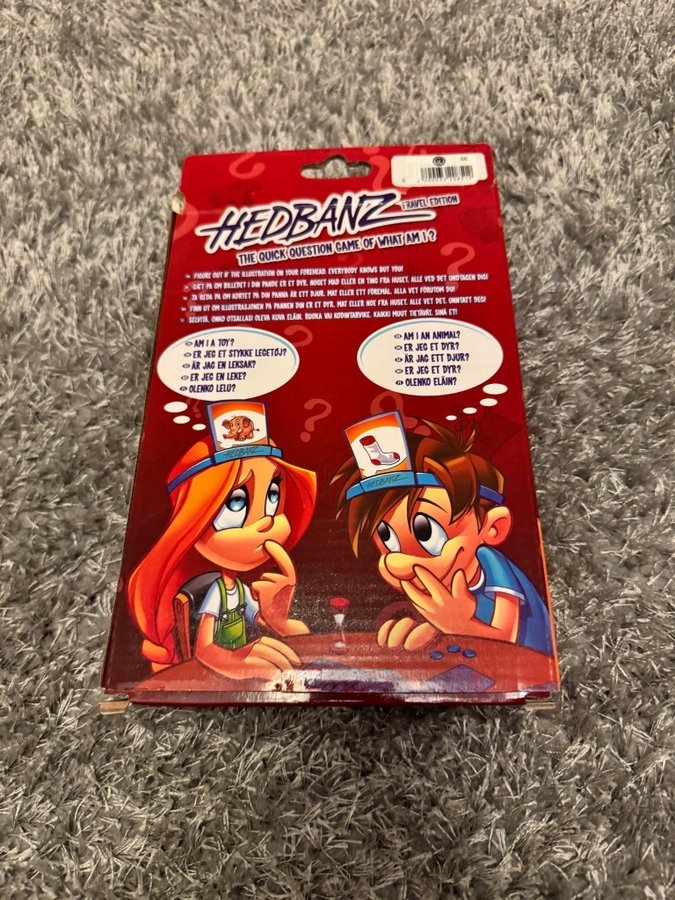 SE
HEDBANZ TRAVEL EDITION
THE QUICK QUESTION GAME OF WHAT AM I?
FIGURE OUT IF THE ILLUSTRATION ON YOUR FOREHEAD. EVERYBODY KNOWS BUT YOU!
GÆT PÅ OM BILLEDET I DIN PANDE ER ET DYR, NOGET MAD ELLER EN TING FRA HUSET. ALLE VED DET UNDTAGEN DIG!
TA REDA PÅ OM KORTET PÅ DIN PANNA ÄR ETT DJUR, MAT ELLER ETT FÖREMÅL. ALLA VET FÖRUTOM DU!
FINN UT OM ILLUSTRASJONEN PÅ PANNEN DIN ER ET DYR, MAT ELLER NOE FRA HUSET. ALLE VET DET, UNNTATT DEG!
SELVITÄ, ONKO OTSALLASI OLEVA KUVA ELÄIN, RUOKA VAI KODINTARVIKE. KAIKKI MUUT TIETÄVÄT, SINÄ ET!
AM I A TOY?
ER JEG ET STYKKE LEGETØJ?
ÄR JAG EN LEKSAK?
ER JEG EN LEKE?
OLENKO LELU?
AM I AN ANIMAL?
ER JEG ET DYR?
ÄR JAG ETT DJUR?
ER JEG ET DYR?
OLENKO ELÄIN?
HEDBANZ
HEDBANZ